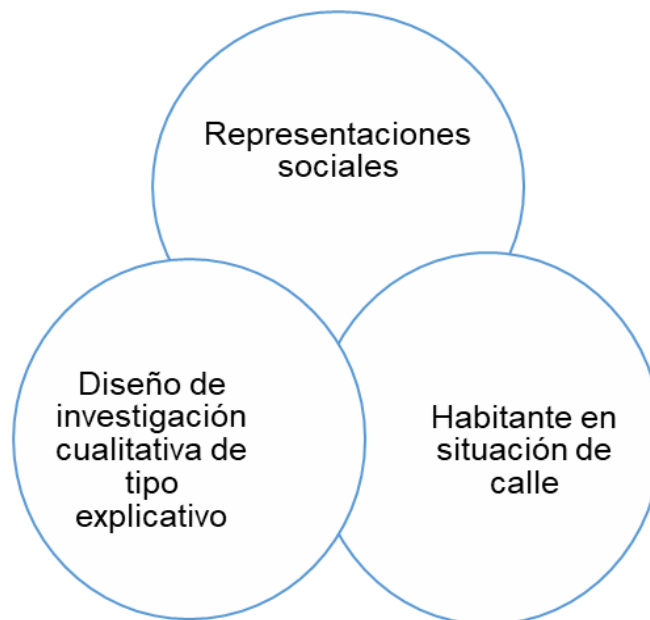 Representaciones
sociales
Diseño de
investigación
cualitativa de
tipo
explicativo
Habitante en
situación de
calle